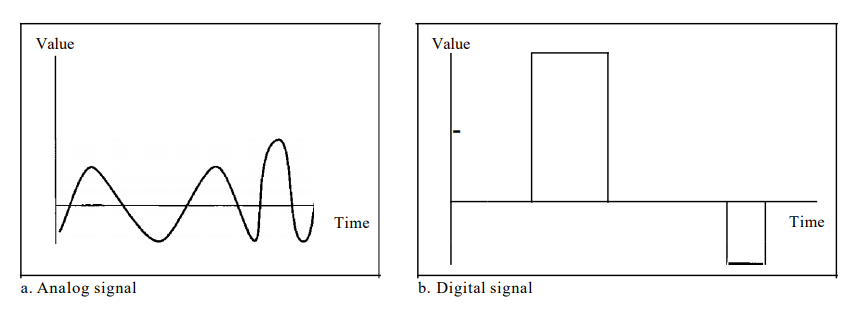 Value
Time
a. Analog signal
Value
Time
b. Digital signal